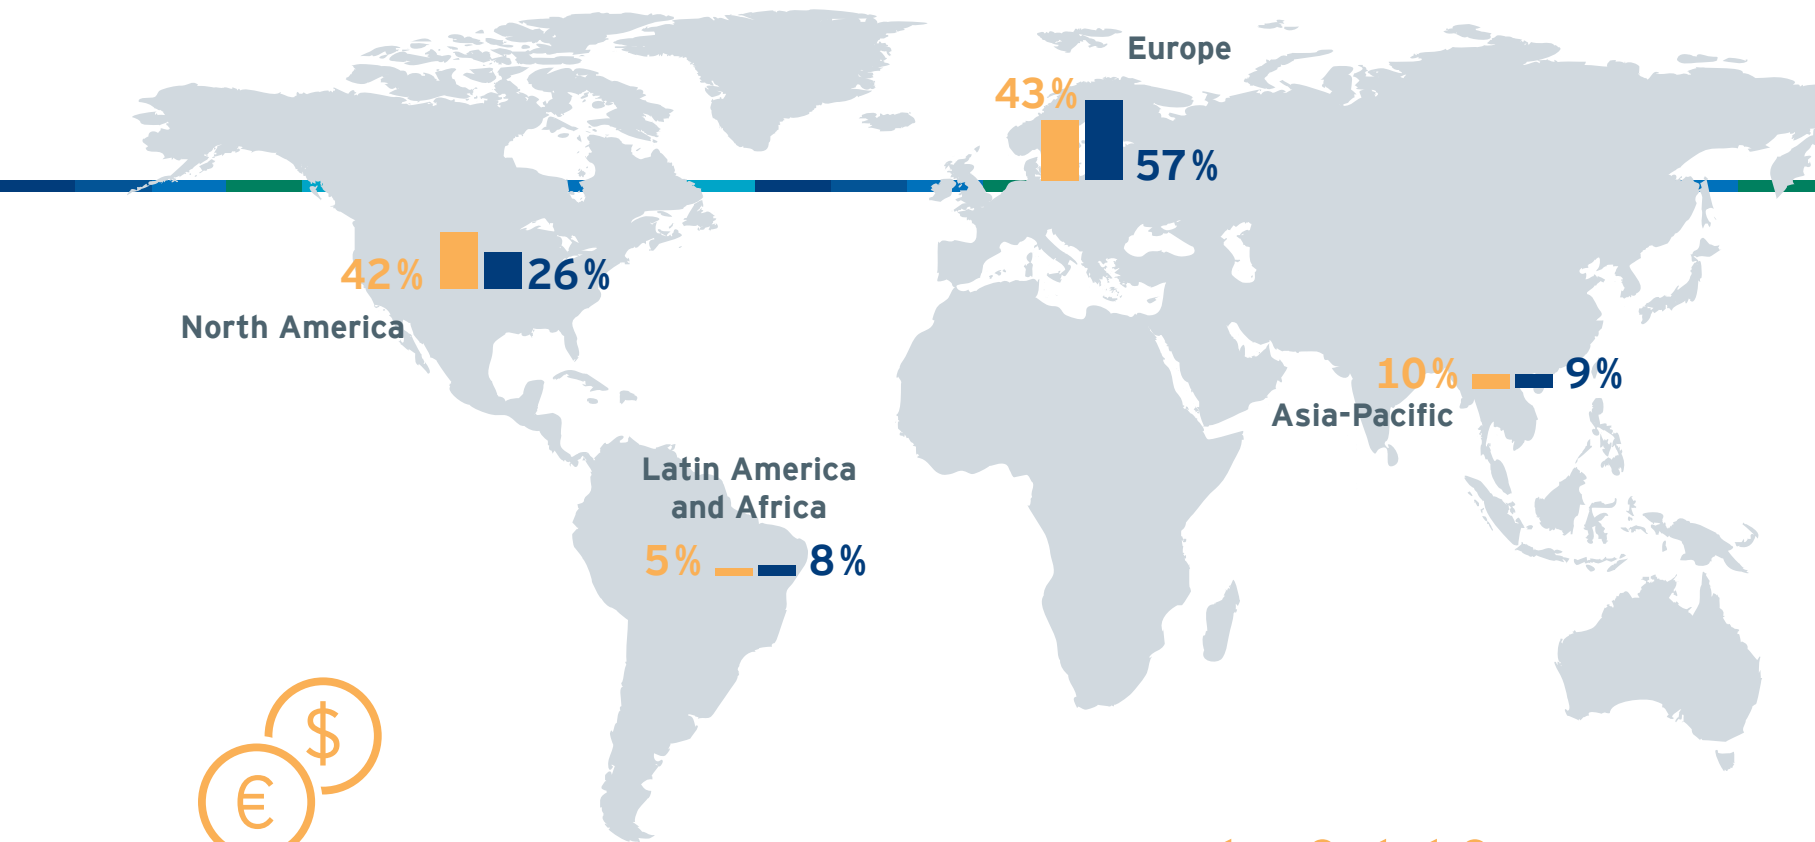 Europe
43%
57%
42% 26%
North America
10% 9%
Asia-Pacific
Latin America
and Africa
5% 8%
$
€